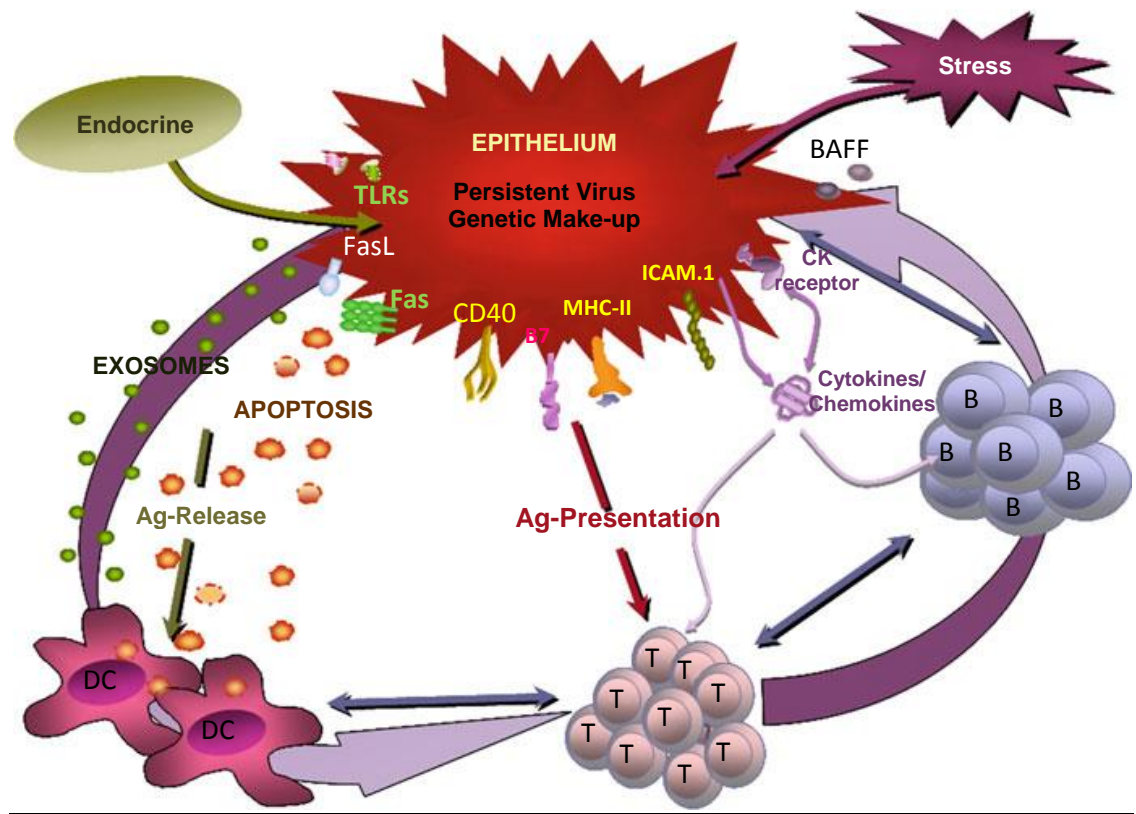 Stress
Endocrine
EPITHELIUM
BAFF
Persistent Virus
Genetic Make-up
TLRs
FasL
CK
receptor
ICAM.1
Fas
MHC-II
CD40
B7
EXOSOMES
APOPTOSIS
Cytokines/
Chemokines
B
B
B
B
B
B
Ag-Release
Ag-Presentation
T
T
T
T
T
T
T
T
T
T
DC
DC